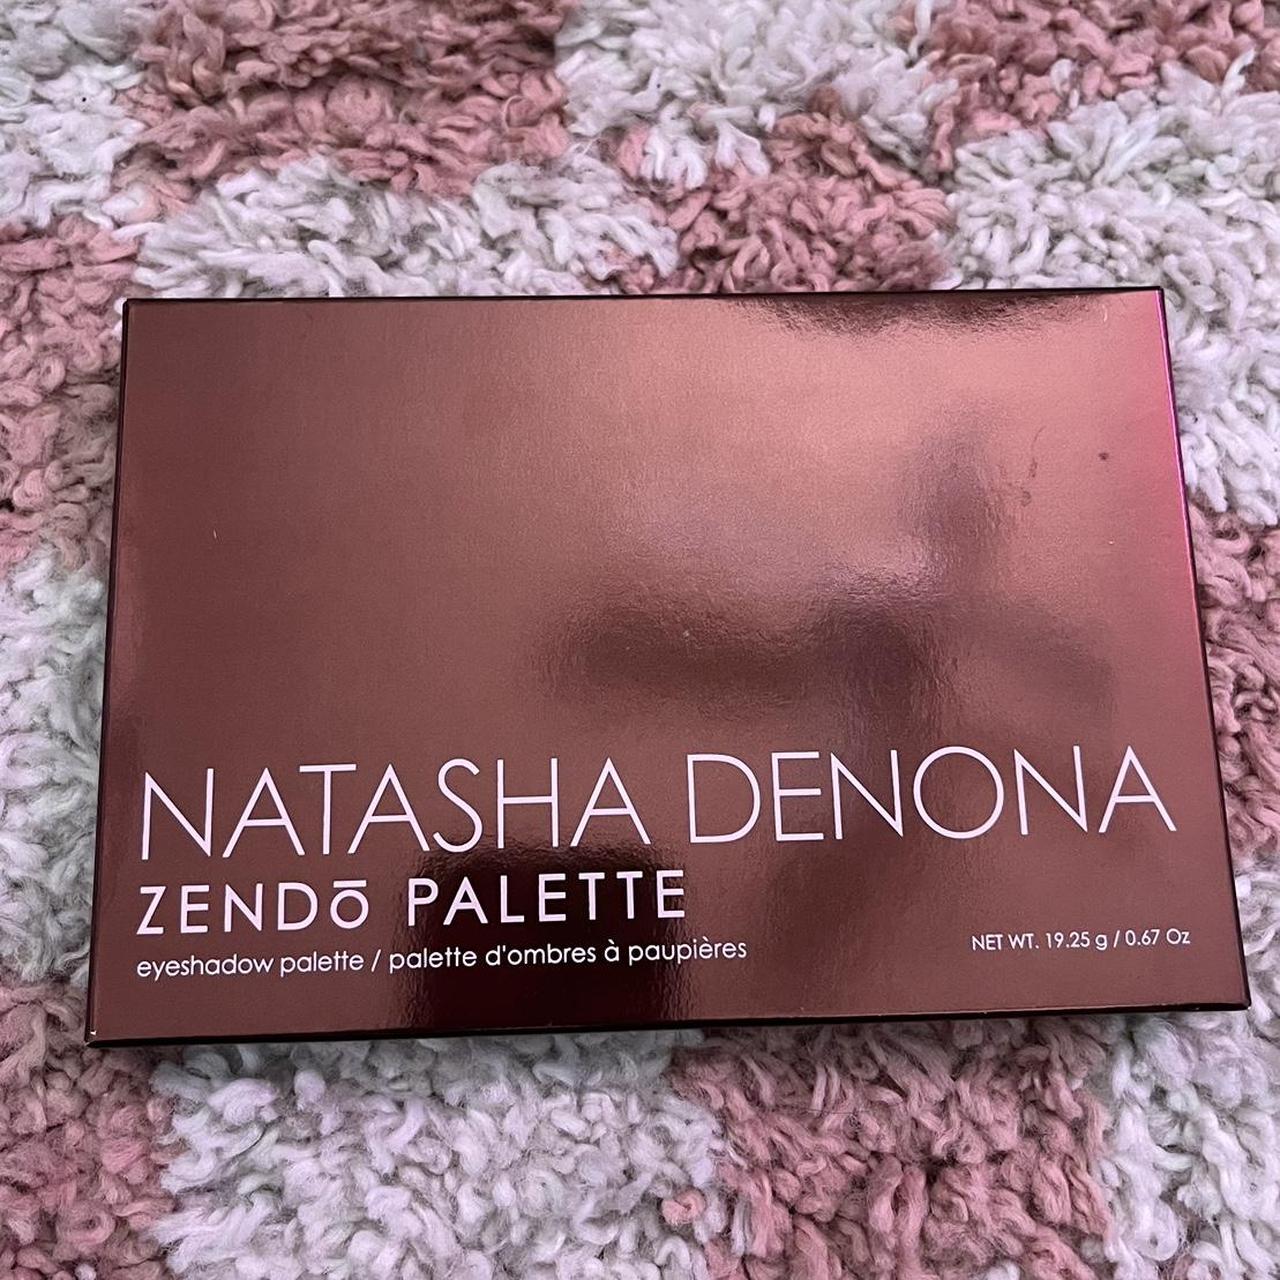 NATASHA DENONA
ZENDō PALETTE
eyeshadow palette / palette d'ombres à paupières
NET WT. 19.25 g / 0.67 Oz